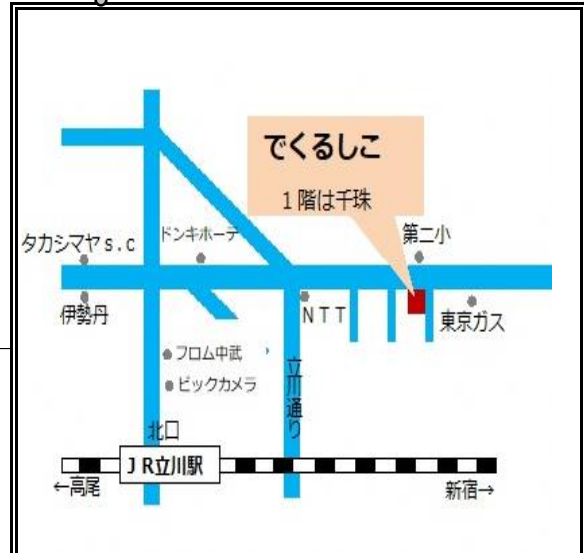 でくるしこ
1階は千珠
タカシマヤs.c
ドンキホーテ
第二小
伊勢丹
NTT
東京ガス
フロム中武
ビックカメラ
立川通り
北口
JR立川駅
←高尾
新宿→